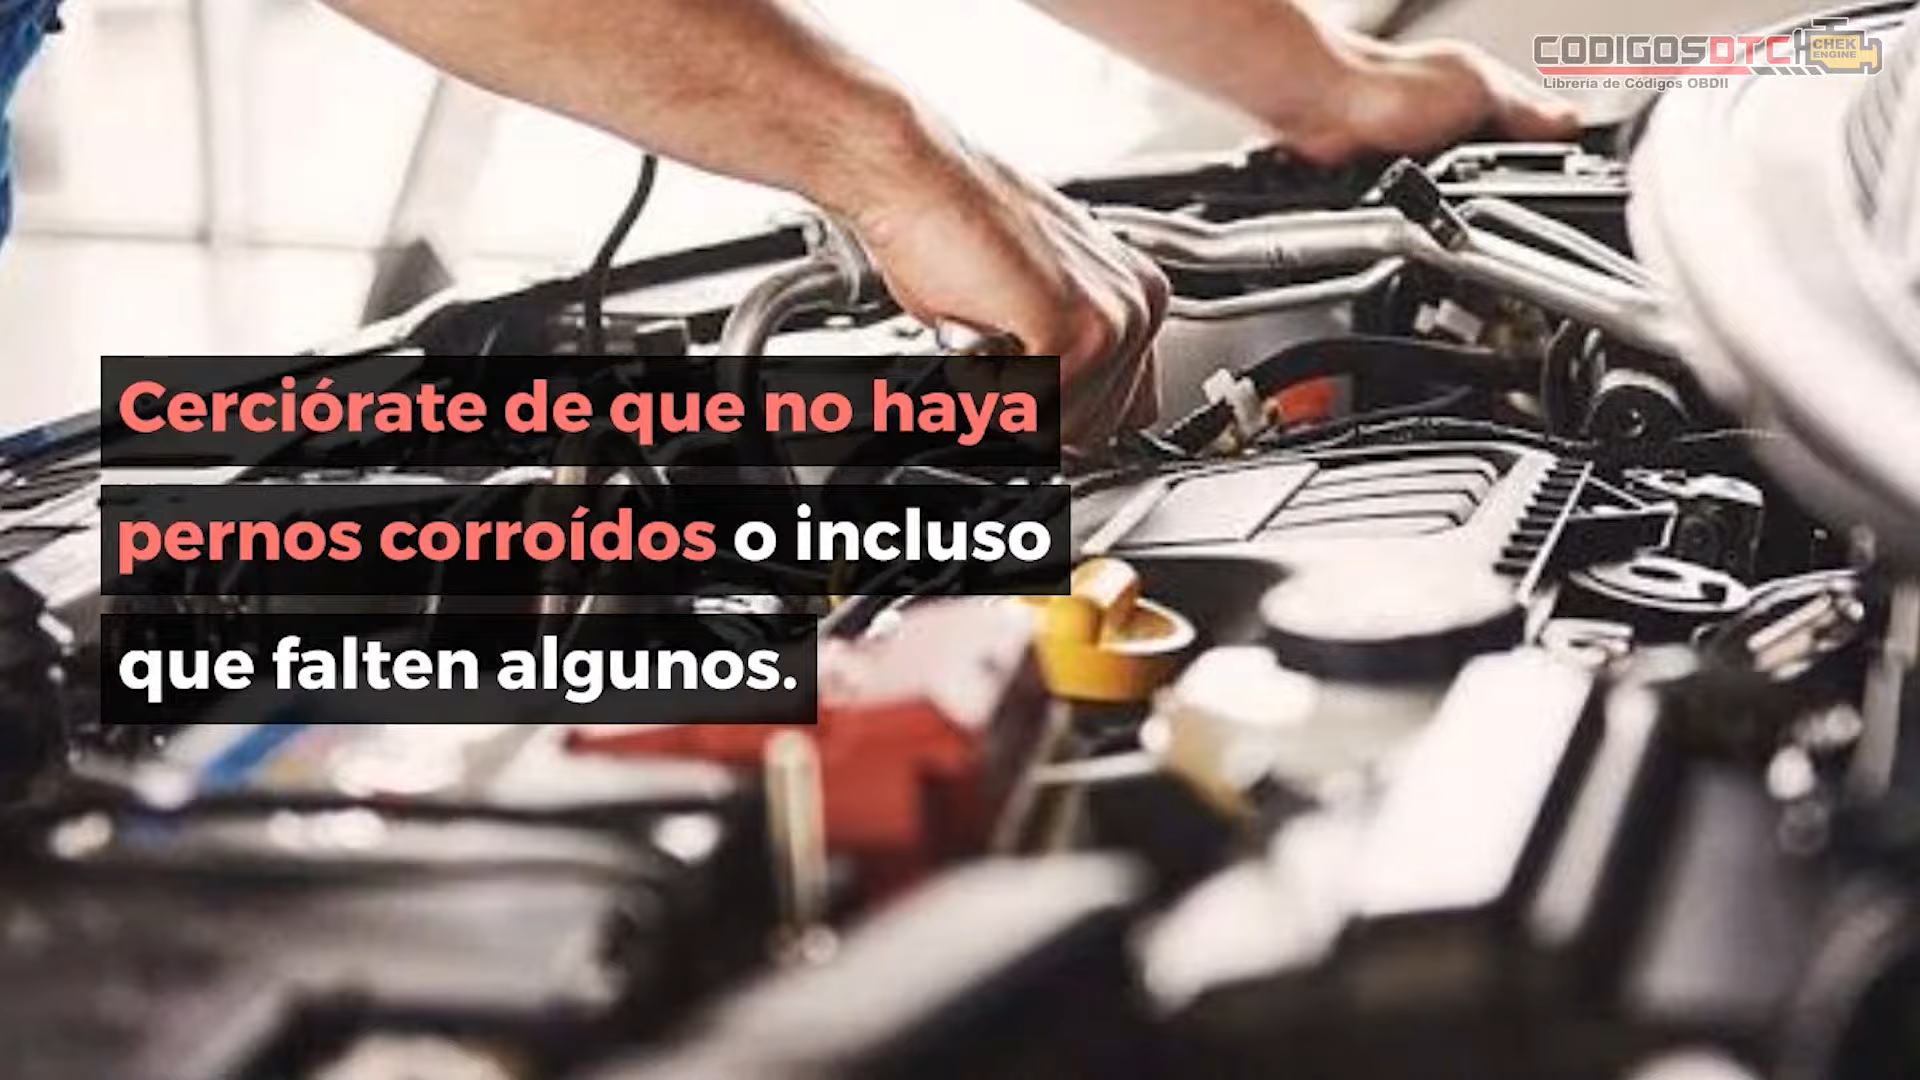 CODIGOSDTC
CHEK
ENGINE
Librería de Códigos OBDII
Cerciórate de que no haya
pernos corroídos o incluso
que falten algunos.